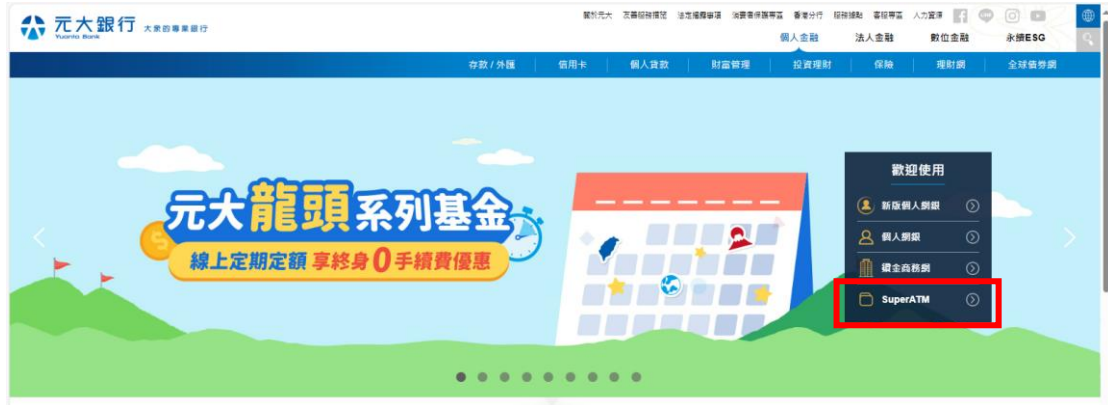 元大銀行 大象的專業銀行
Yuanta Bank
關於元大 友善服務禮貌 法定揭露事項 消費者保護專區 香港分行 服務據點 客服專區 人力資源
個人金融 法人金融 數位金融 永續ESG
存款 / 外匯 信用卡 個人貸款 財富管理 投資理財 保險 理財網 全球債券網
元大龍頭系列基金
線上定期定額 享終身0手續費優惠
歡迎使用
新版個人網銀
個人網銀
鑽金商務網
SuperATM